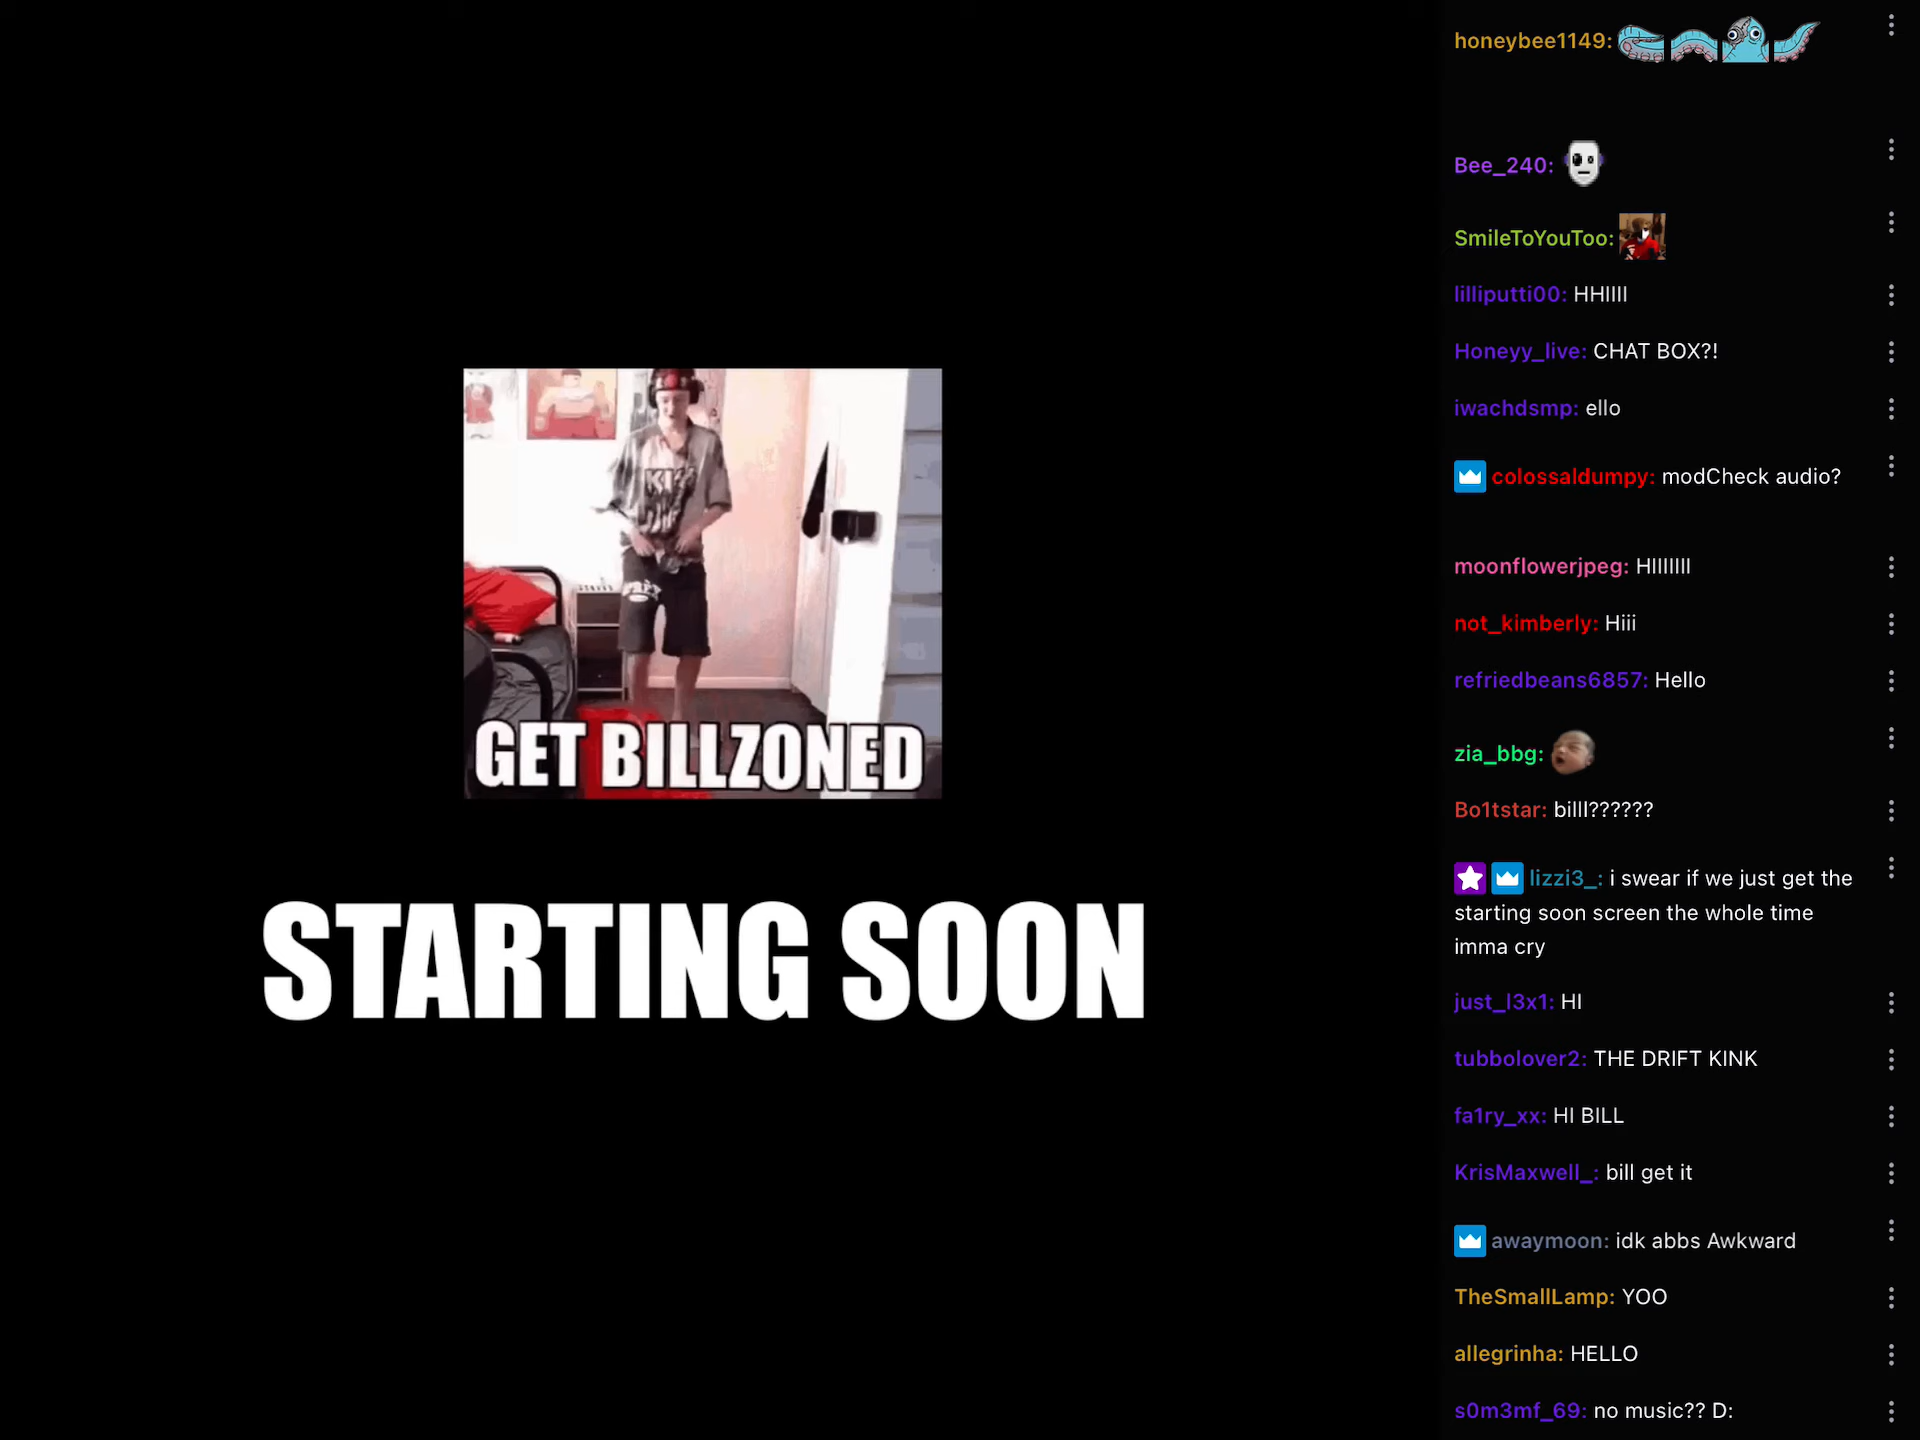 GET BILLZONED
STARTING SOON
honeybee1149:
Bee_240:
SmileToYouToo:
lilliputti00: HHIIII
Honeyy_live: CHAT BOX?!
iwachdsmp: ello
colossaldumpy: modCheck audio?
moonflowerjpeg: HIIIIIII
not_kimberly: Hiii
refriedbeans6857: Hello
zia_bbg:
Bo1tstar: billl??????
lizzi3_: i swear if we just get the
starting soon screen the whole time
imma cry
just_l3x1: HI
tubbolover2: THE DRIFT KINK
fa1ry_xx: HI BILL
KrisMaxwell_: bill get it
awaymoon: idk abbs Awkward
TheSmallLamp: YOO
allegrinha: HELLO
s0m3mf_69: no music?? D: